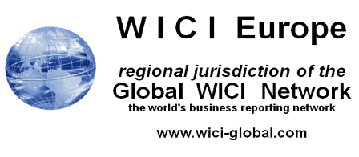 W I C I Europe
regional jurisdiction of the
Global WICI Network
the world's business reporting network
www.wici-global.com